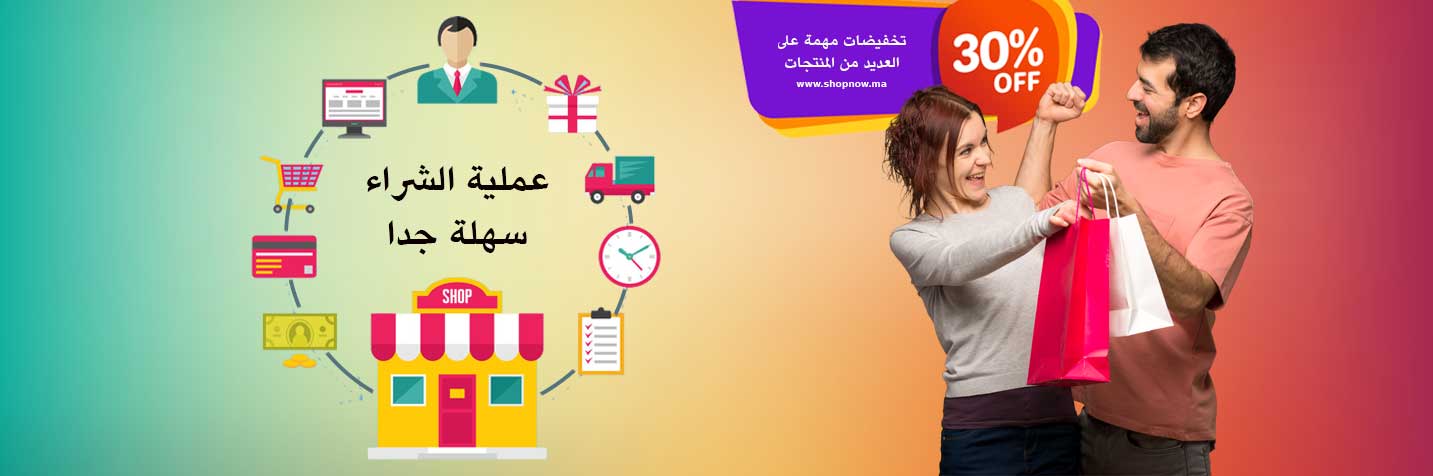 تخفيضات مهمة على
العديد من المنتجات
www.shopnow.ma
30%
OFF
عملية الشراء
سهلة جدا
SHOP